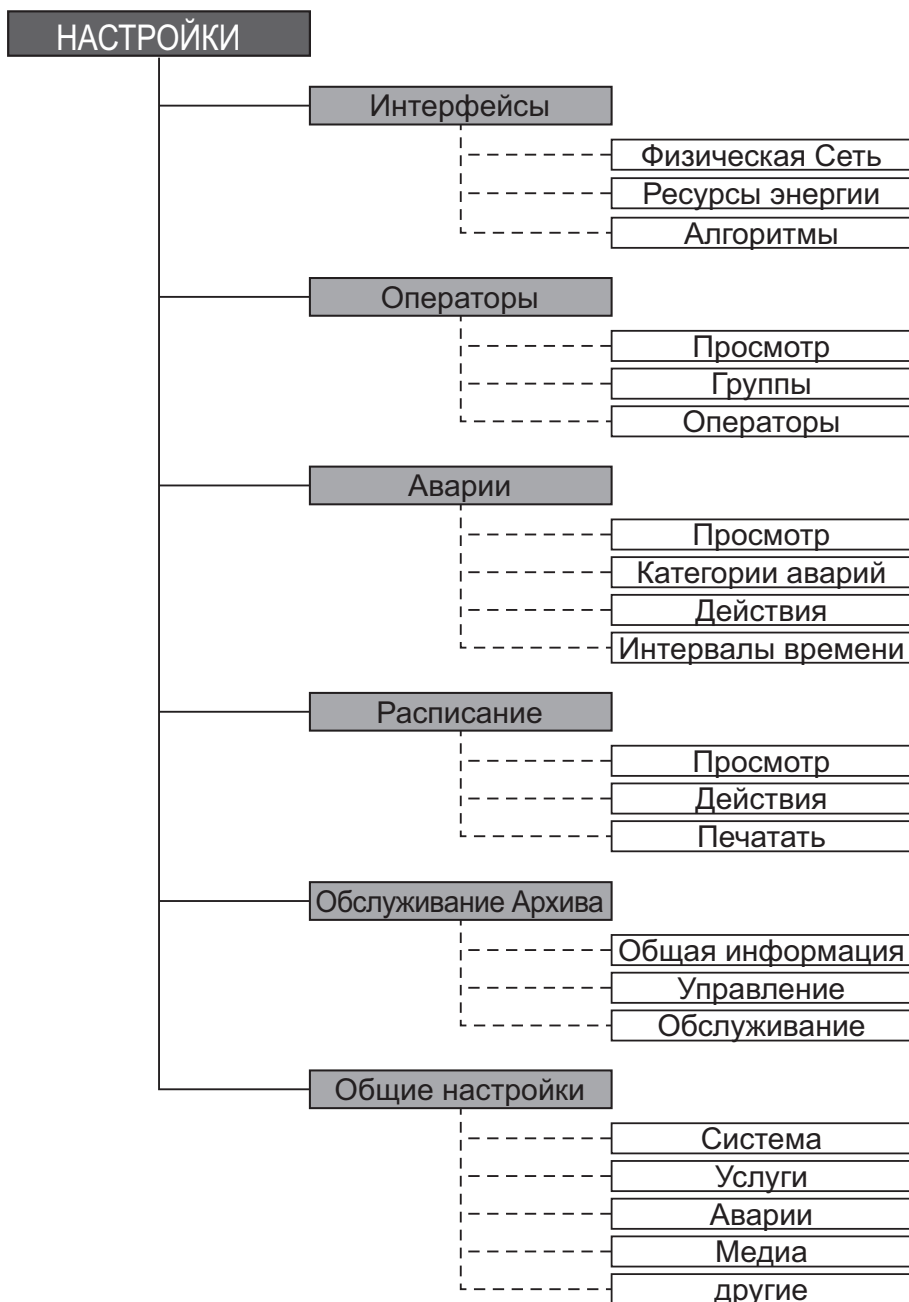 НАСТРОЙКИ
Интерфейсы
Физическая Сеть
Ресурсы энергии
Алгоритмы
Операторы
Просмотр
Группы
Операторы
Аварии
Просмотр
Категории аварий
Действия
Интервалы времени
Расписание
Просмотр
Действия
Печатать
Обслуживание Архива
Общая информация
Управление
Обслуживание
Общие настройки
Система
Услуги
Аварии
Медиа
другие